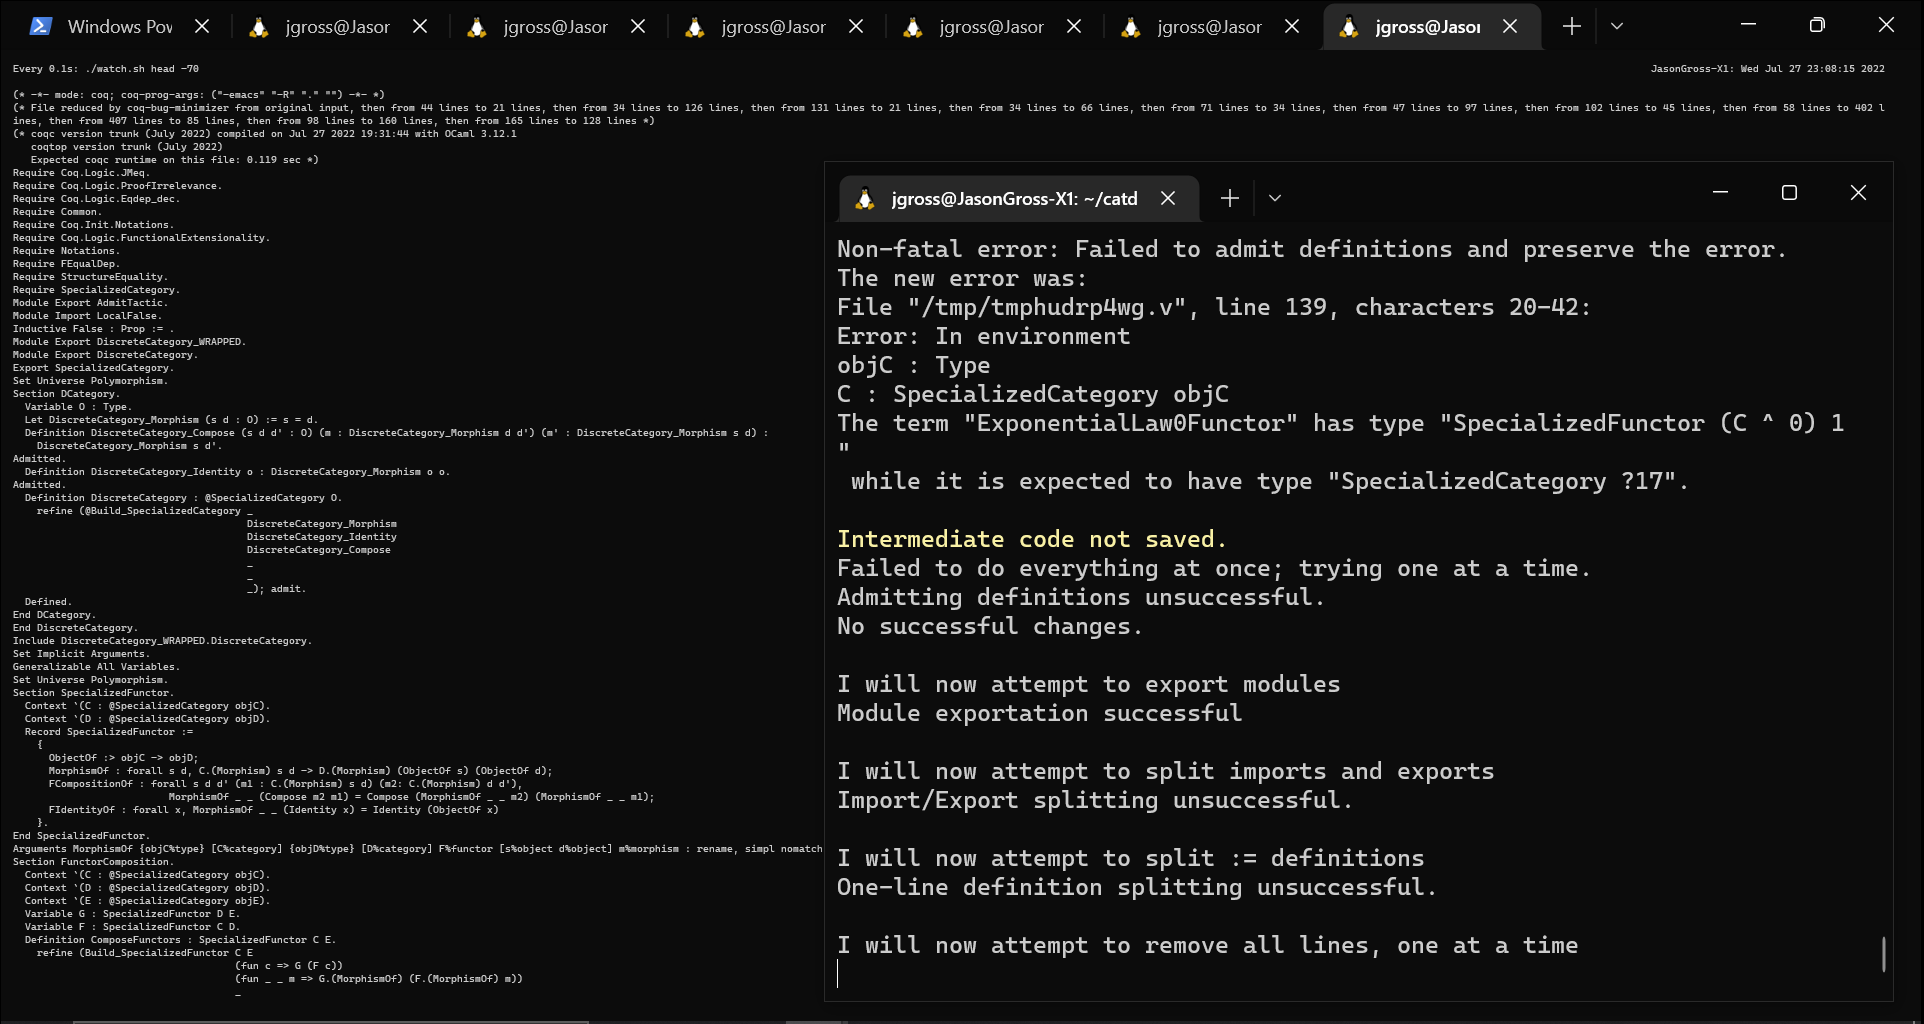 Windows Pov
jgross@Jasor
jgross@Jasor
jgross@Jasor
jgross@Jasor
jgross@Jasor
jgross@Jasor
Every 0.1s: ./watch.sh head -70
JasonGross-X1: Wed Jul 27 23:08:15 2022
(* -*- mode: coq; coq-prog-args: ("-emacs" "-R" "." "") -*- *)
(* File reduced by coq-bug-minimizer from original input, then from 44 lines to 21 lines, then from 34 lines to 126 lines, then from 131 lines to 21 lines, then from 34 lines to 66 lines, then from 71 lines to 34 lines, then from 47 lines to 97 lines, then from 102 lines to 45 lines, then from 58 lines to 402 l
ines, then from 407 lines to 85 lines, then from 98 lines to 160 lines, then from 165 lines to 128 lines *)
(* coqc version trunk (July 2022) compiled on Jul 27 2022 19:31:44 with OCaml 3.12.1
   coqtop version trunk (July 2022)
   Expected coqc runtime on this file: 0.119 sec *)
Require Coq.Logic.JMeq.
Require Coq.Logic.ProofIrrelevance.
Require Coq.Logic.Eqdep_dec.
Require Common.
Require Coq.Init.Notations.
Require Coq.Logic.FunctionalExtensionality.
Require Notations.
Require FEqualDep.
Require StructureEquality.
Require SpecializedCategory.
Module Export AdmitTactic.
Module Import LocalFalse.
Inductive False : Prop := .
Module Export DiscreteCategory_WRAPPED.
Module Export DiscreteCategory.
Export SpecializedCategory.
Set Universe Polymorphism.
Section DCategory.
  Variable O : Type.
  Let DiscreteCategory_Morphism (s d : O) := s = d.
  Definition DiscreteCategory_Compose (s d d' : O) (m : DiscreteCategory_Morphism d d') (m' : DiscreteCategory_Morphism s d) :
    DiscreteCategory_Morphism s d'.
Admitted.
  Definition DiscreteCategory_Identity o : DiscreteCategory_Morphism o o.
Admitted.
  Definition DiscreteCategory : @SpecializedCategory O.
    refine (@Build_SpecializedCategory _
                                       DiscreteCategory_Morphism
                                       DiscreteCategory_Identity
                                       DiscreteCategory_Compose
                                       _
                                       _
                                       _); admit.
  Defined.
End DCategory.
End DiscreteCategory.
Include DiscreteCategory_WRAPPED.DiscreteCategory.
Set Implicit Arguments.
Generalizable All Variables.
Set Universe Polymorphism.
Section SpecializedFunctor.
  Context `(C : @SpecializedCategory objC).
  Context `(D : @SpecializedCategory objD).
  Record SpecializedFunctor :=
    {
      ObjectOf :> objC -> objD;
      MorphismOf : forall s d, C.(Morphism) s d -> D.(Morphism) (ObjectOf s) (ObjectOf d);
      FCompositionOf : forall s d d' (m1 : C.(Morphism) s d) (m2: C.(Morphism) d d'),
                          MorphismOf _ _ (Compose m2 m1) = Compose (MorphismOf _ _ m2) (MorphismOf _ _ m1);
      FIdentityOf : forall x, MorphismOf _ _ (Identity x) = Identity (ObjectOf x)
    }.
End SpecializedFunctor.
Arguments MorphismOf {objC%type} [C%category] {objD%type} [D%category] F%functor [s%object d%object] m%morphism : rename, simpl nomatch
Section FunctorComposition.
  Context `(C : @SpecializedCategory objC).
  Context `(D : @SpecializedCategory objD).
  Context `(E : @SpecializedCategory objE).
  Variable G : SpecializedFunctor D E.
  Variable F : SpecializedFunctor C D.
  Definition ComposeFunctors : SpecializedFunctor C E.
    refine (Build_SpecializedFunctor C E
                                     (fun c => G (F c))
                                     (fun _ _ m => G.(MorphismOf) (F.(MorphismOf) m))
                                     _
jgross@JasonGross-X1: ~/catd
Non-fatal error: Failed to admit definitions and preserve the error.
The new error was:
File "/tmp/tmphudrp4wg.v", line 139, characters 20-42:
Error: In environment
objC : Type
C : SpecializedCategory objC
The term "ExponentialLaw0Functor" has type "SpecializedFunctor (C ^ 0) 1
"
 while it is expected to have type "SpecializedCategory ?17".
Intermediate code not saved.
Failed to do everything at once; trying one at a time.
Admitting definitions unsuccessful.
No successful changes.
I will now attempt to export modules
Module exportation successful
I will now attempt to split imports and exports
Import/Export splitting unsuccessful.
I will now attempt to split := definitions
One-line definition splitting unsuccessful.
I will now attempt to remove all lines, one at a time